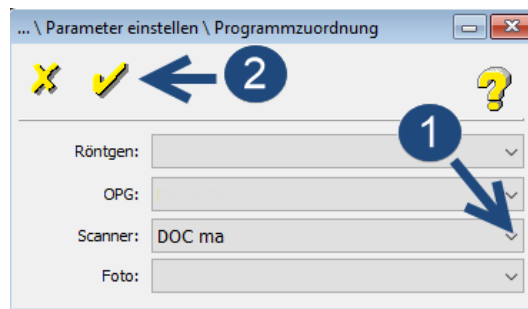 ... \ Parameter einstellen \ Programmzuordnung
2
1
Röntgen:
OPG:
Scanner: DOC ma
Foto: